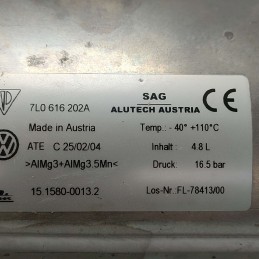 SAG
ALUTECH AUSTRIA
CE
7L0 616 202A
Made in Austria
Temp.: - 40° +110°C
ATE C 25/02/04
Inhalt: 4.8 L
>AlMg3+AlMg3.5Mn<
Druck: 16.5 bar
15.1580-0013.2
Los-Nr.:FL-78413/00